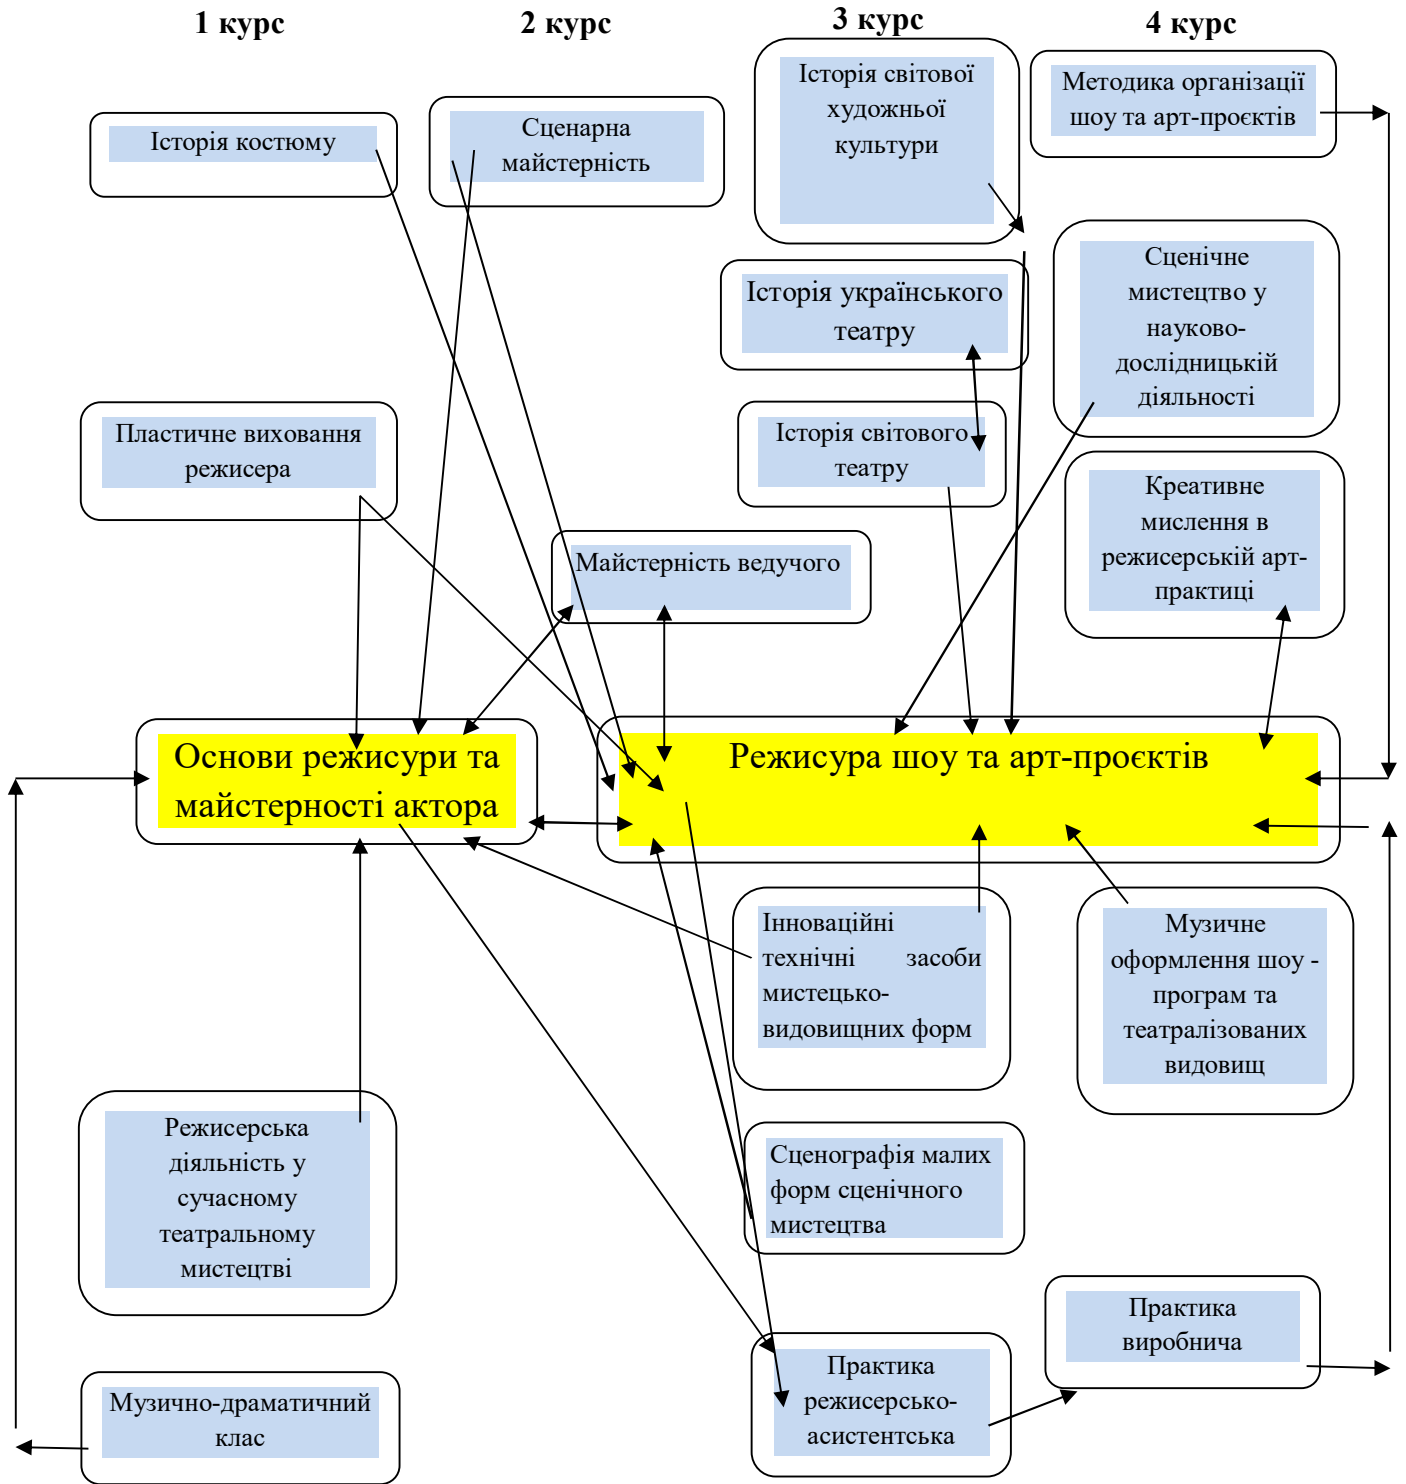 1 курс
2 курс
3 курс
4 курс
Історія костюму
Сценарна
майстерність
Історія світової
художньої
культури
Методика організації
шоу та арт-проєктів
Історія українського
театру
Сценічне
мистецтво у
науково-
дослідницькій
діяльності
Пластичне виховання
режисера
Історія світового
театру
Майстерність ведучого
Креативне
мислення в
режисерській арт-
практиці
Основи режисури та
майстерності актора
Режисура шоу та арт-проєктів
Інноваційні
технічні засоби
мистецько-
видовищних форм
Музичне
оформлення шоу -
програм та
театралізованих
видовищ
Режисерська
діяльність у
сучасному
театральному
мистецтві
Сценографія малих
форм сценічного
мистецтва
Практика
виробнича
Музично-драматичний
клас
Практика
режисерсько-
асистентська